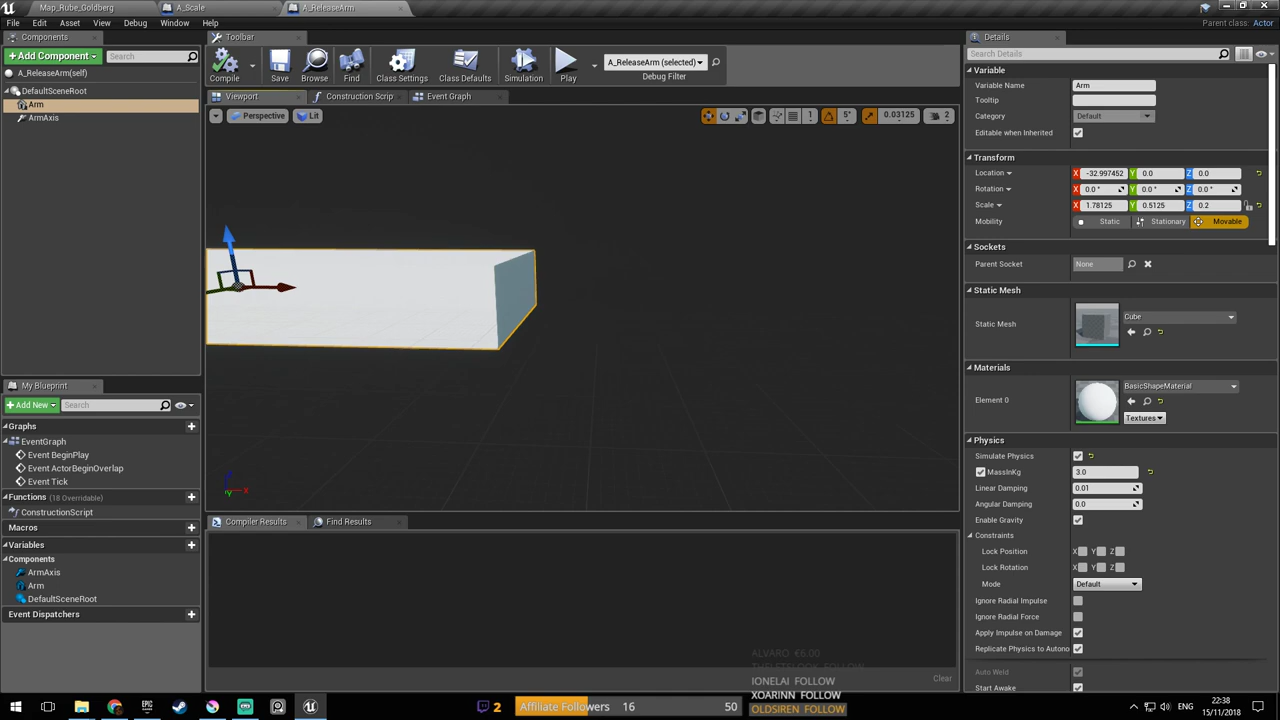 Map_Rube_Goldberg
A_Scale
A_ReleaseArm
File Edit Asset View Debug Window Help
Parent class: Actor
Components
Toolbar
Details
Add Component
Search
A_ReleaseArm(self)
DefaultSceneRoot
Arm
ArmAxis
Compile
Save
Browse
Find
Class Settings
Class Defaults
Simulation
Play
A_ReleaseArm (selected)
Debug Filter
Viewport
Construction Scrip
Event Graph
Perspective
Lit
1
5°
0.03125
2
Search Details
Variable
Variable Name Arm
Tooltip
Category Default
Editable when Inherited
Transform
Location X -32.997452 Y 0.0 Z 0.0
Rotation X 0.0 ° Y 0.0 ° Z 0.0 °
Scale X 1.78125 Y 0.5125 Z 0.2
Mobility Static Stationary Movable
Sockets
Parent Socket None
Static Mesh
Static Mesh Cube
Materials
Element 0 BasicShapeMaterial
Textures
Physics
Simulate Physics
MassInKg 3.0
Linear Damping 0.01
Angular Damping 0.0
Enable Gravity
Constraints
Lock Position X Y Z
Lock Rotation X Y Z
Mode Default
Ignore Radial Impulse
Ignore Radial Force
Apply Impulse on Damage
Replicate Physics to Autono
Auto Weld
Start Awake
My Blueprint
Add New
Search
Graphs
EventGraph
Event BeginPlay
Event ActorBeginOverlap
Event Tick
Functions (18 Overridable)
ConstructionScript
Macros
Variables
Components
ArmAxis
Arm
DefaultSceneRoot
Event Dispatchers
z
y
x
Compiler Results
Find Results
Clear
ALVARO €6.00
IONELAI FOLLOW
XOARINN FOLLOW
OLDSIREN FOLLOW
2
Affiliate Followers 16 50
22:38
15/11/2018